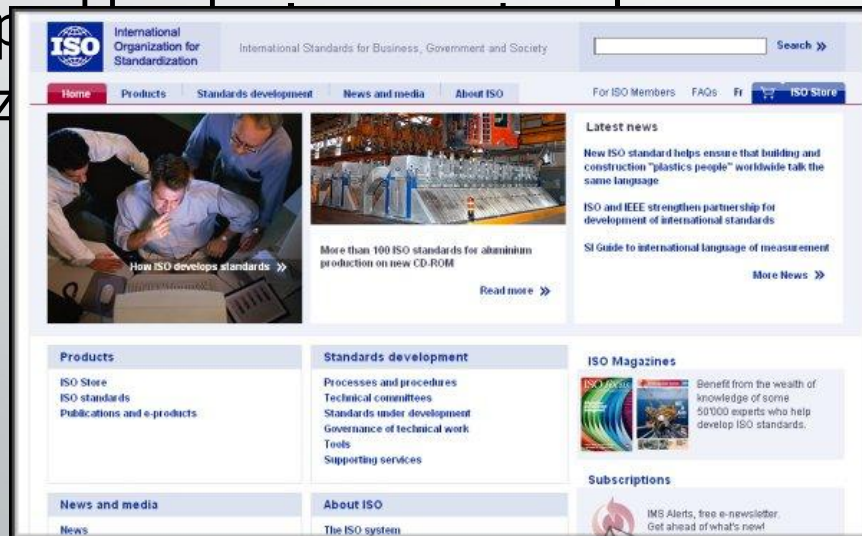 International
Organization for
Standardization
ISO
International Standards for Business, Government and Society
Search »
Home Products Standards development News and media About ISO
For ISO Members FAQs Fr ISO Store
How ISO develops standards »
More than 100 ISO standards for aluminium
production on new CD-ROM
Read more »
Latest news
New ISO standard helps ensure that building and
construction "plastics people" worldwide talk the
same language
ISO and IEEE strengthen partnership for
development of international standards
SI Guide to international language of measurement
More News »
Products
ISO Store
ISO standards
Publications and e-products
Standards development
Processes and procedures
Technical committees
Standards under development
Governance of technical work
Tools
Supporting services
ISO Magazines
Benefit from the wealth of
knowledge of some
50'000 experts who help
develop ISO standards.
Subscriptions
IMS Alerts, free e-newsletter.
Get ahead of what's new!
News and media
News
About ISO
The ISO system